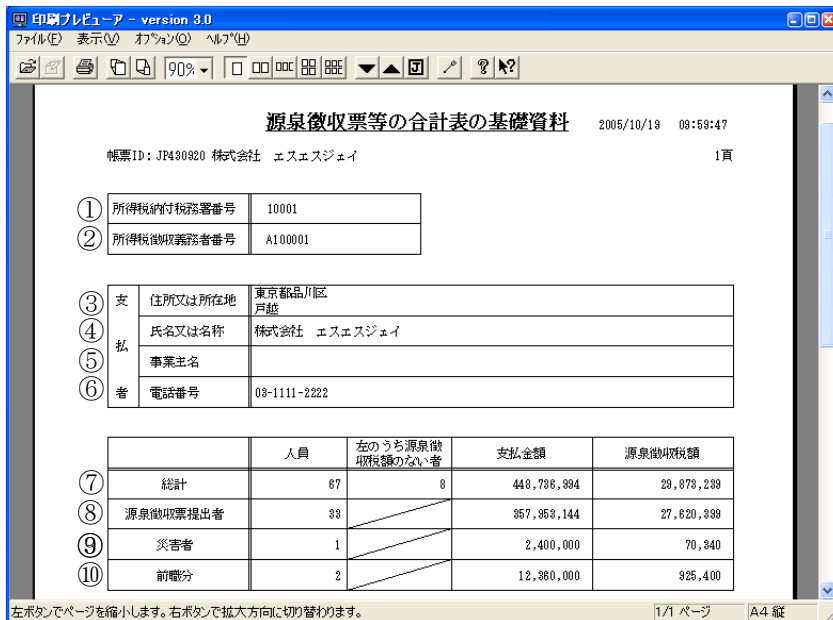 印刷プレビューア - version 3.0
ファイル(F) 表示(V) オプション(O) ヘルプ(H)
90%
源泉徴収票等の合計表の基礎資料 2005/10/19 09:59:47
帳票ID:JP430920 株式会社 エスエスジェイ 1頁
① 所得税納付税務署番号 10001
② 所得税徴収義務者番号 A100001
支払者
③ 住所又は所在地 東京都品川区
戸越
④ 氏名又は名称 株式会社 エスエスジェイ
⑤ 事業主名
⑥ 電話番号 03-1111-2222
人員 左のうち源泉徴収税額のない者 支払金額 源泉徴収税額
⑦ 総計 67 8 448,736,994 29,873,239
⑧ 源泉徴収票提出者 33 357,953,144 27,620,399
⑨ 災害者 1 2,400,000 70,340
⑩ 前職分 2 12,360,000 925,400
左ボタンでページを縮小します。右ボタンで拡大方向に切り替わります。 1/1 ページ A4 縦